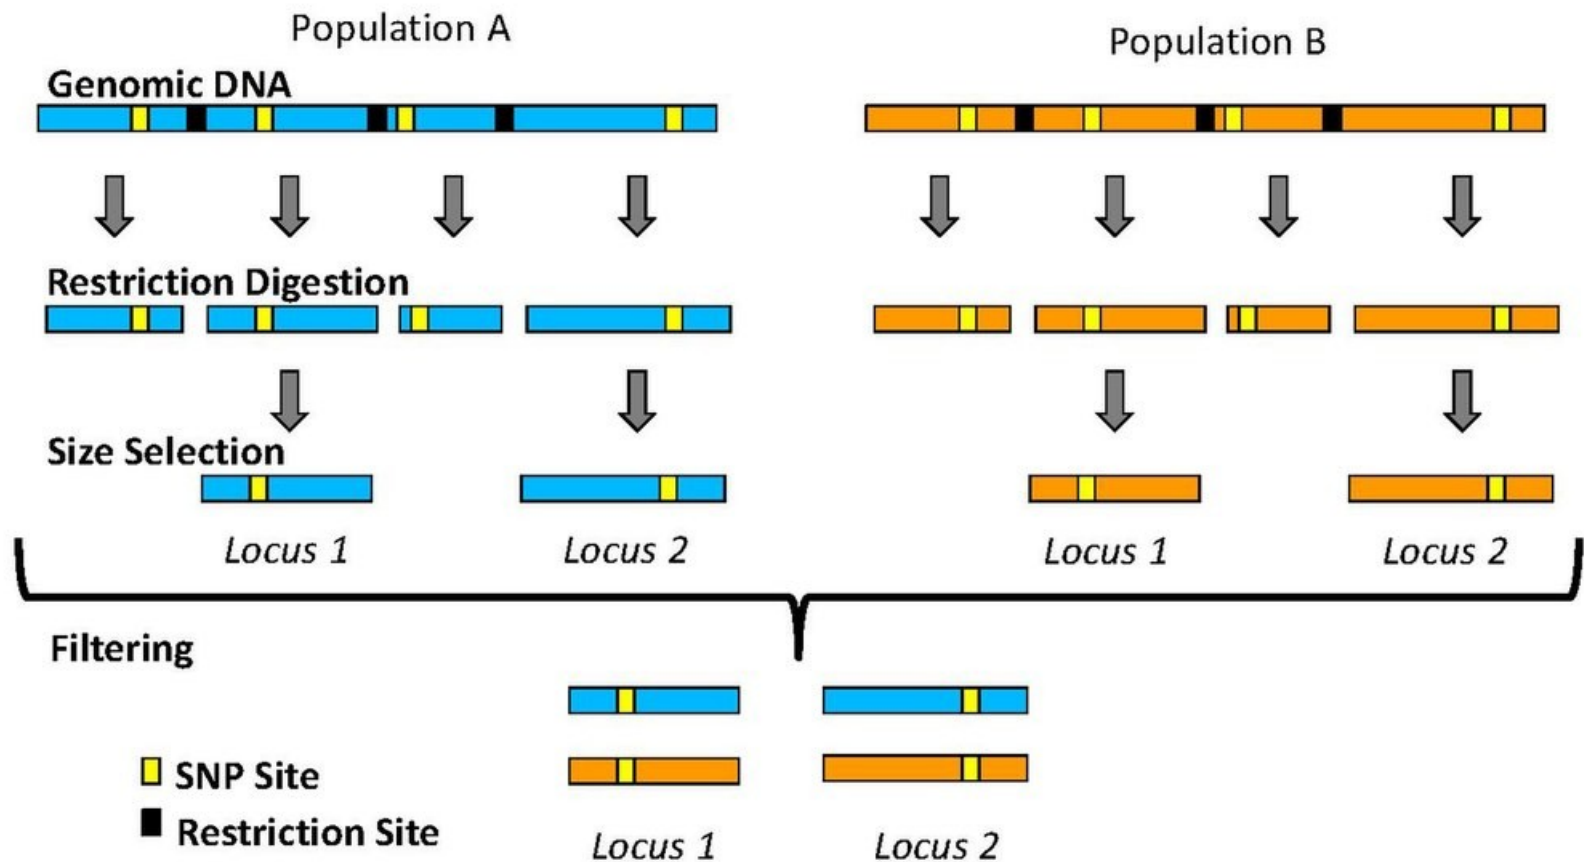 Population A
Population B
Genomic DNA
Restriction Digestion
Size Selection
Locus 1
Locus 2
Locus 1
Locus 2
Filtering
SNP Site
Restriction Site
Locus 1
Locus 2